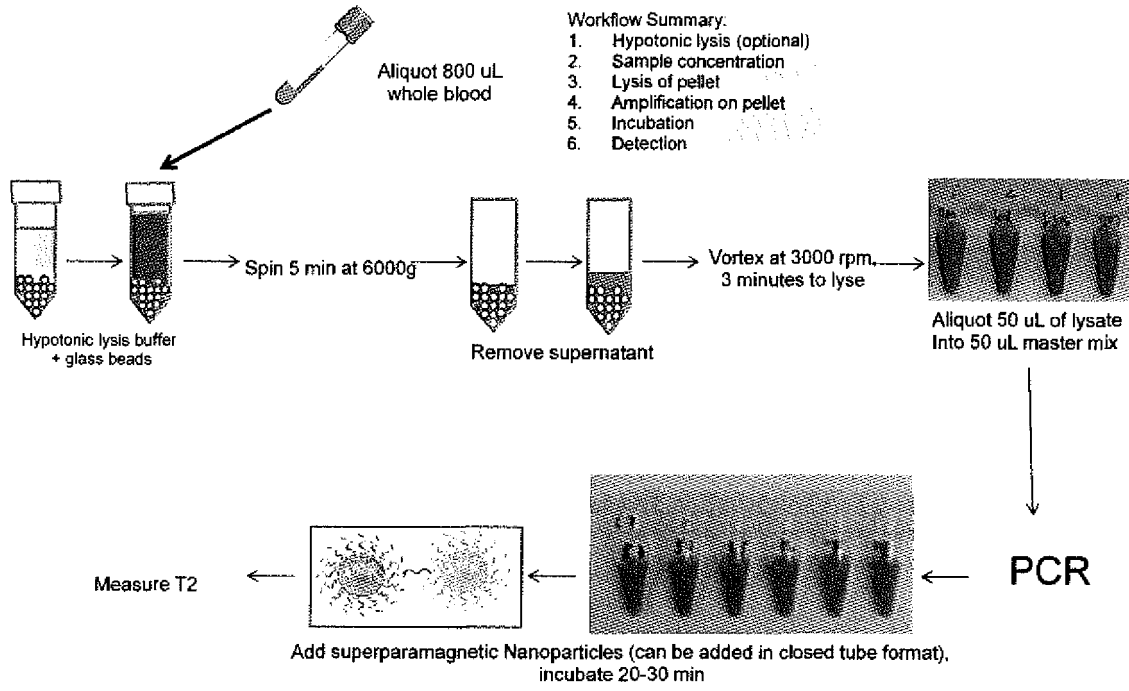 Workflow Summary:
1. Hypotonic lysis (optional)
2. Sample concentration
3. Lysis of pellet
4. Amplification on pellet
5. Incubation
6. Detection
Aliquot 800 uL
whole blood
Hypotonic lysis buffer
+ glass beads
Spin 5 min at 6000g
Remove supernatant
Vortex at 3000 rpm,
3 minutes to lyse
Aliquot 50 uL of lysate
Into 50 uL master mix
PCR
Add superparamagnetic Nanoparticles (can be added in closed tube format),
incubate 20-30 min
Measure T2